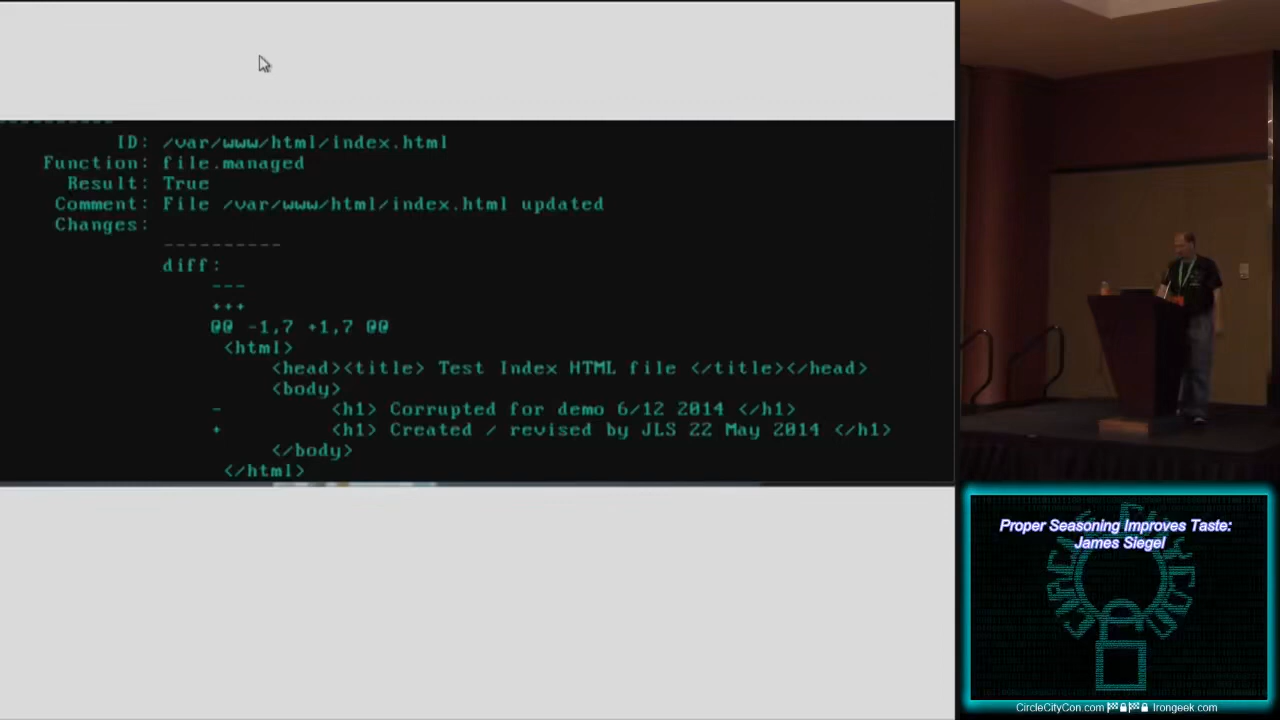 ID: /var/www/html/index.html
Function: file.managed
Result: True
Comment: File /var/www/html/index.html updated
Changes:
----------
diff:
---
+++
@@ -1,7 +1,7 @@
<html>
<head><title> Test Index HTML file </title></head>
<body>
- <h1> Corrupted for demo 6/12 2014 </h1>
+ <h1> Created / revised by JLS 22 May 2014 </h1>
</body>
</html>
Proper Seasoning Improves Taste:
James Siegel
CircleCityCon.com Irongeek.com